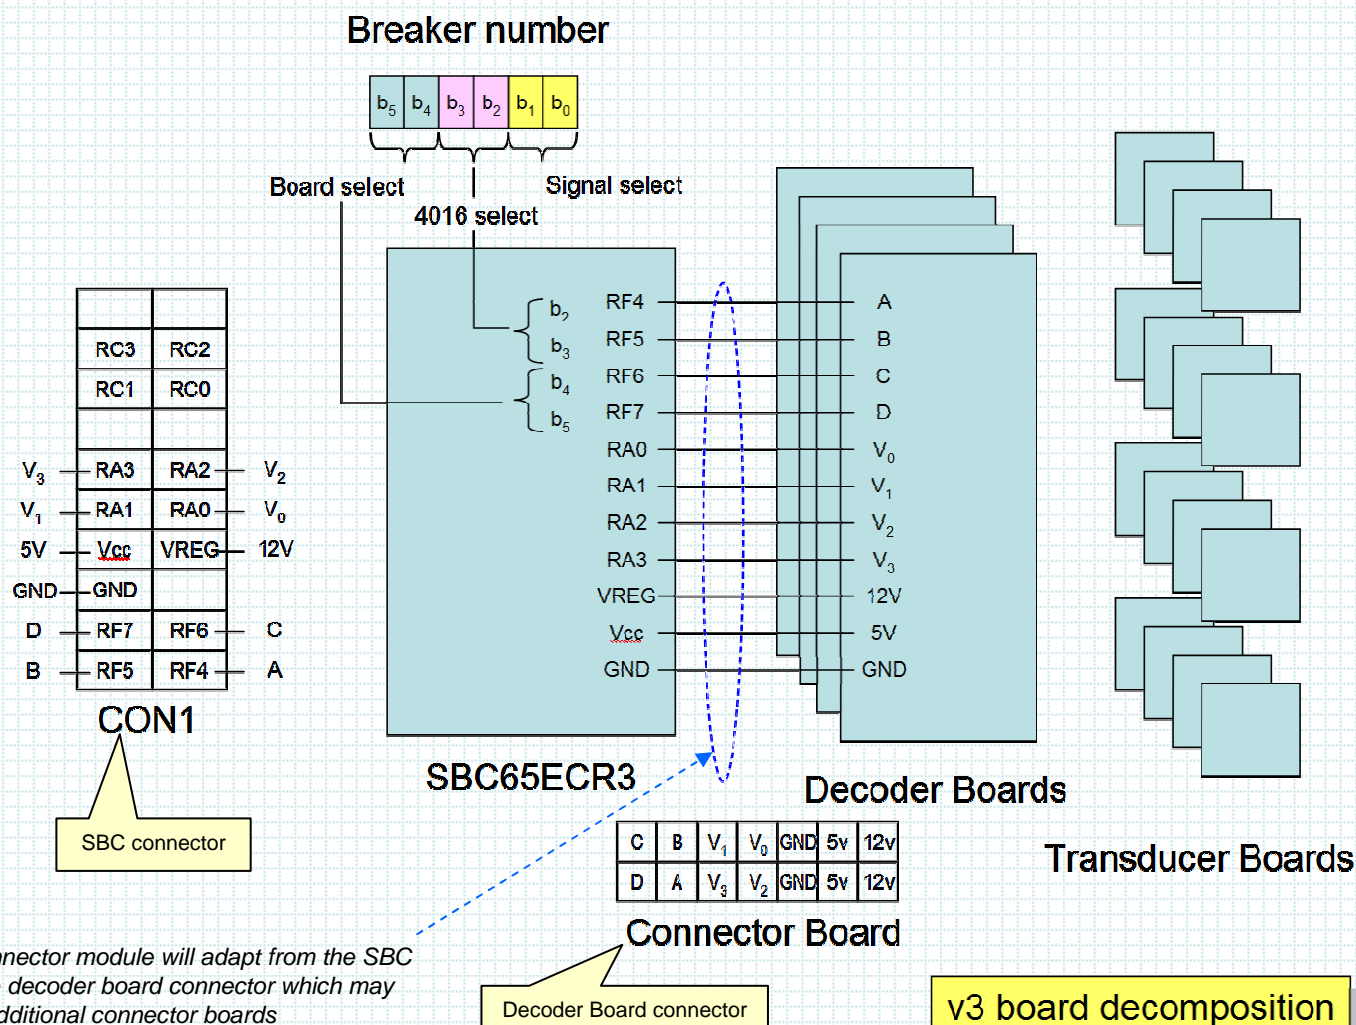 Breaker number
b5 b4 b3 b2 b1 b0
Board select
Signal select
4016 select
RC3 RC2
RC1 RC0
V3 RA3 RA2 V2
V1 RA1 RA0 V0
5V Vcc VREG 12V
GND GND
D RF7 RF6 C
B RF5 RF4 A
CON1
SBC connector
b2
b3
b4
b5
RF4 A
RF5 B
RF6 C
RF7 D
RA0 V0
RA1 V1
RA2 V2
RA3 V3
VREG 12V
Vcc 5V
GND GND
SBC65ECR3
Decoder Boards
Transducer Boards
C B V1 V0 GND 5v 12v
D A V3 V2 GND 5v 12v
Connector Board
Decoder Board connector
module will adapt from the SBC
decoder board connector which may
connector boards
v3 board decomposition